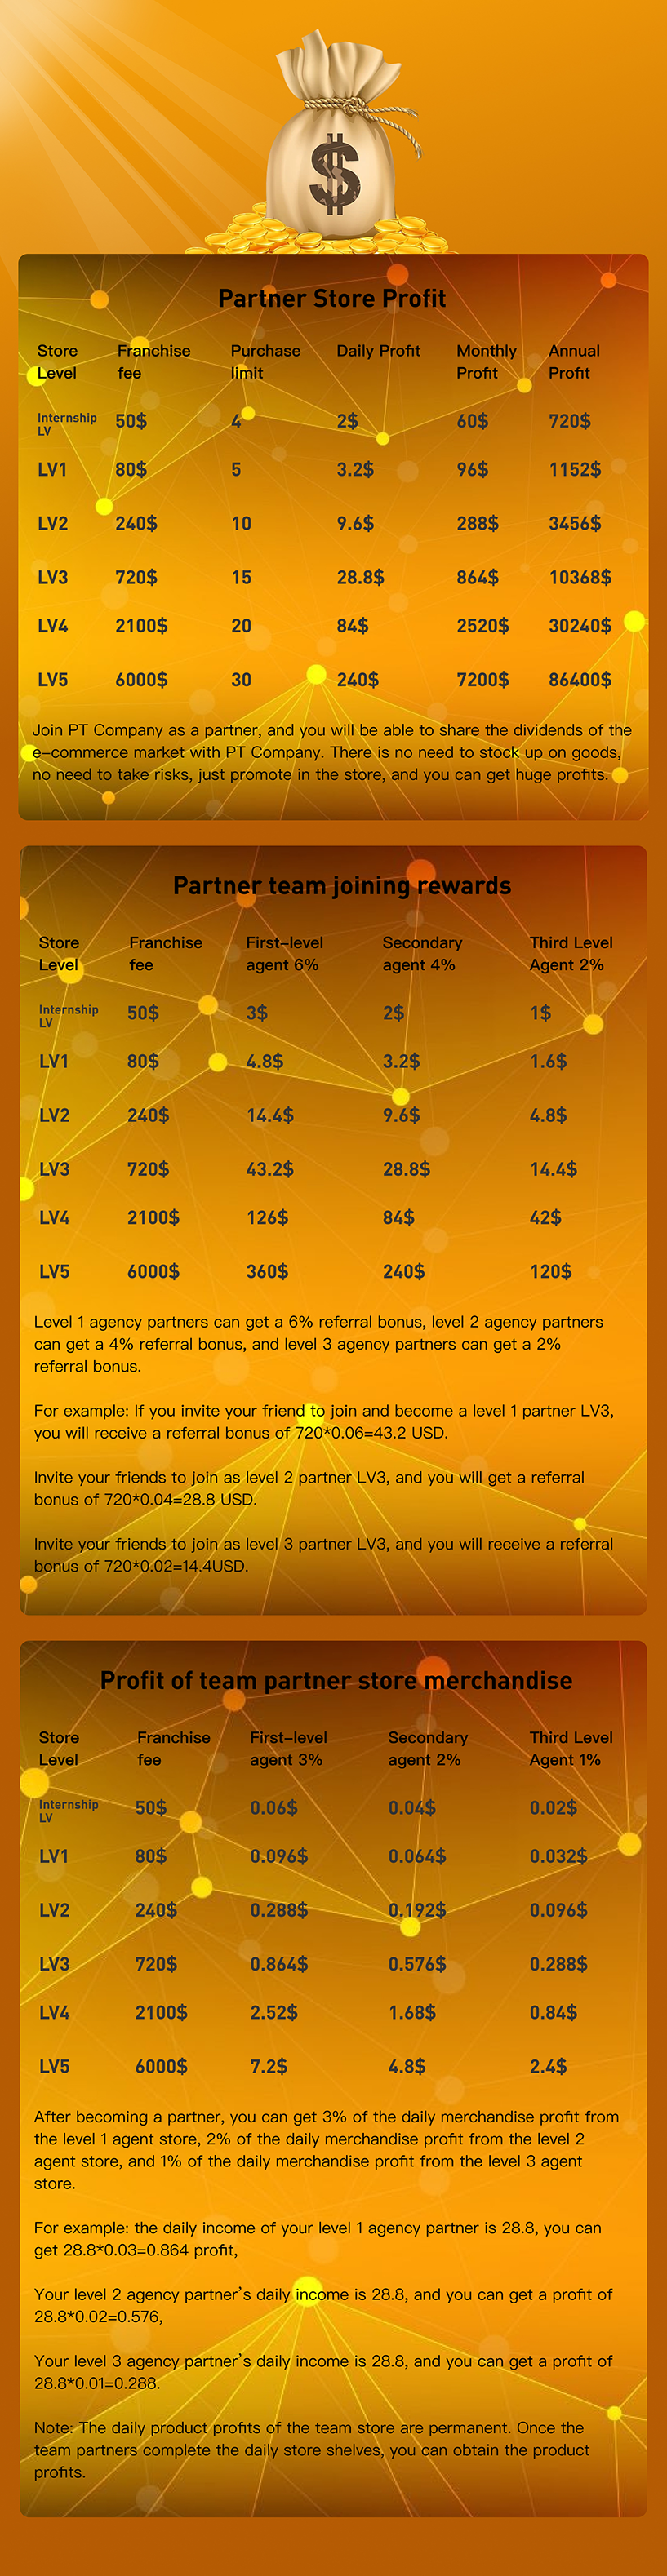 $
Partner Store Profit
Store Level Franchise fee Purchase limit Daily Profit Monthly Profit Annual Profit
Internship LV 50$ 4 2$ 60$ 720$
LV1 80$ 5 3.2$ 96$ 1152$
LV2 240$ 10 9.6$ 288$ 3456$
LV3 720$ 15 28.8$ 864$ 10368$
LV4 2100$ 20 84$ 2520$ 30240$
LV5 6000$ 30 240$ 7200$ 86400$
Join PT Company as a partner, and you will be able to share the dividends of the
e-commerce market with PT Company. There is no need to stock up on goods,
no need to take risks, just promote in the store, and you can get huge profits.
Partner team joining rewards
Store Level Franchise fee First-level agent 6% Secondary agent 4% Third Level Agent 2%
Internship LV 50$ 3$ 2$ 1$
LV1 80$ 4.8$ 3.2$ 1.6$
LV2 240$ 14.4$ 9.6$ 4.8$
LV3 720$ 43.2$ 28.8$ 14.4$
LV4 2100$ 126$ 84$ 42$
LV5 6000$ 360$ 240$ 120$
Level 1 agency partners can get a 6% referral bonus, level 2 agency partners
can get a 4% referral bonus, and level 3 agency partners can get a 2%
referral bonus.
For example: If you invite your friend to join and become a level 1 partner LV3,
you will receive a referral bonus of 720*0.06=43.2 USD.
Invite your friends to join as level 2 partner LV3, and you will get a referral
bonus of 720*0.04=28.8 USD.
Invite your friends to join as level 3 partner LV3, and you will receive a referral
bonus of 720*0.02=14.4USD.
Profit of team partner store merchandise
Store Level Franchise fee First-level agent 3% Secondary agent 2% Third Level Agent 1%
Internship LV 50$ 0.06$ 0.04$ 0.02$
LV1 80$ 0.096$ 0.064$ 0.032$
LV2 240$ 0.288$ 0.192$ 0.096$
LV3 720$ 0.864$ 0.576$ 0.288$
LV4 2100$ 2.52$ 1.68$ 0.84$
LV5 6000$ 7.2$ 4.8$ 2.4$
After becoming a partner, you can get 3% of the daily merchandise profit from
the level 1 agent store, 2% of the daily merchandise profit from the level 2
agent store, and 1% of the daily merchandise profit from the level 3 agent
store.
For example: the daily income of your level 1 agency partner is 28.8, you can
get 28.8*0.03=0.864 profit,
Your level 2 agency partner's daily income is 28.8, and you can get a profit of
28.8*0.02=0.576,
Your level 3 agency partner's daily income is 28.8, and you can get a profit of
28.8*0.01=0.288.
Note: The daily product profits of the team store are permanent. Once the
team partners complete the daily store shelves, you can obtain the product
profits.